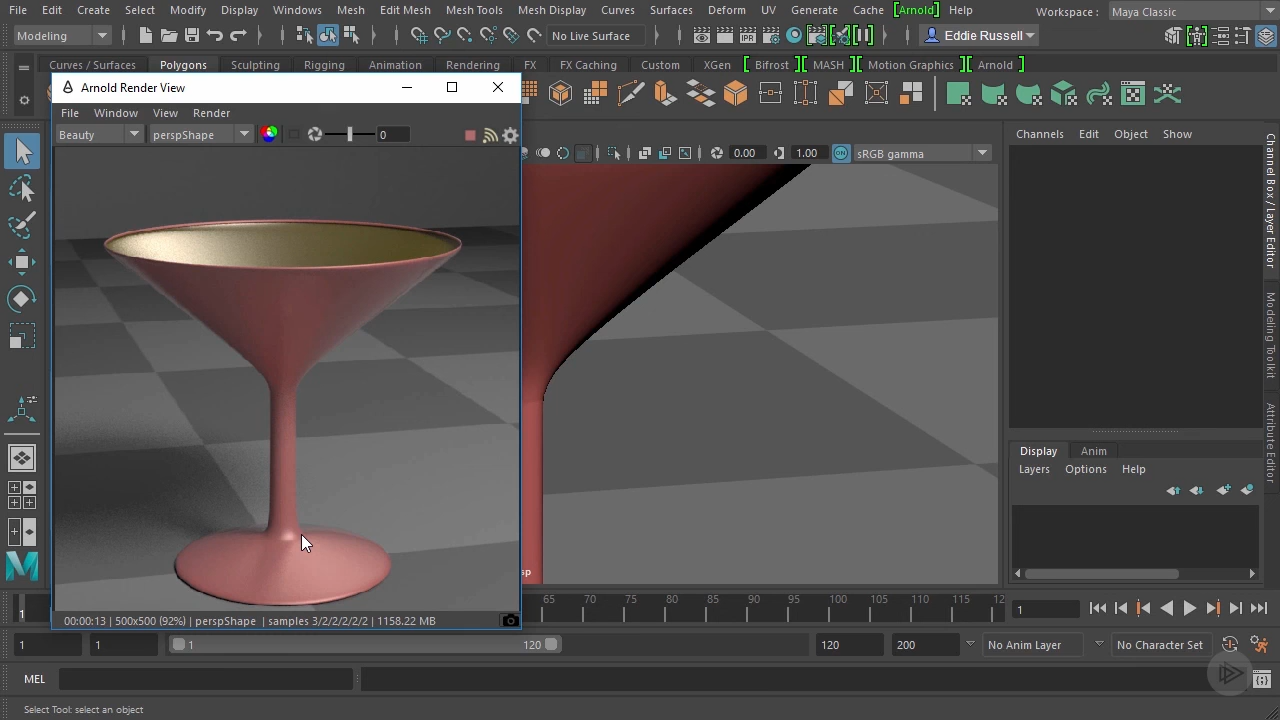 File Edit Create Select Modify Display Windows Mesh Edit Mesh Mesh Tools Mesh Display Curves Surfaces Deform UV Generate Cache [Arnold] Help Workspace : Maya Classic
Modeling No Live Surface Eddie Russell
Curves / Surfaces Polygons Sculpting Rigging Animation Rendering FX FX Caching Custom XGen [ Bifrost ] [ MASH ] [ Motion Graphics ] [ Arnold ]
Arnold Render View
File Window View Render
Beauty perspShape 0
0.00 1.00 ON sRGB gamma
Channels Edit Object Show
Channel Box / Layer Editor
Modeling Toolkit
Attribute Editor
Display Anim
Layers Options Help
sp
00:00:13 | 500x500 (92%) | perspShape | samples 3/2/2/2/2/2 | 1158.22 MB
1 65 70 75 80 85 90 95 100 105 110 115 12 1
1 1 1 120 120 200 No Anim Layer No Character Set
MEL
Select Tool: select an object